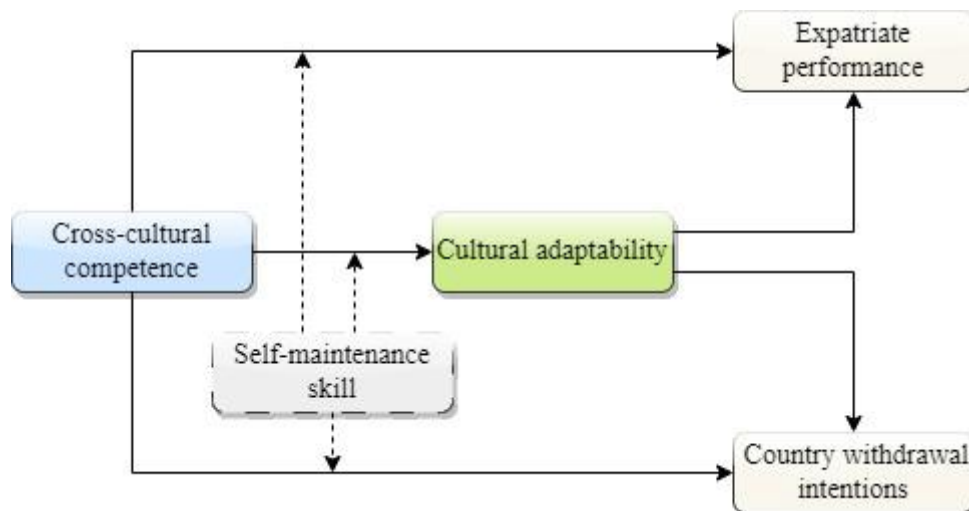 Expatriate
performance
Cross-cultural
competence
Cultural adaptability
Self-maintenance
skill
Country withdrawal
intentions